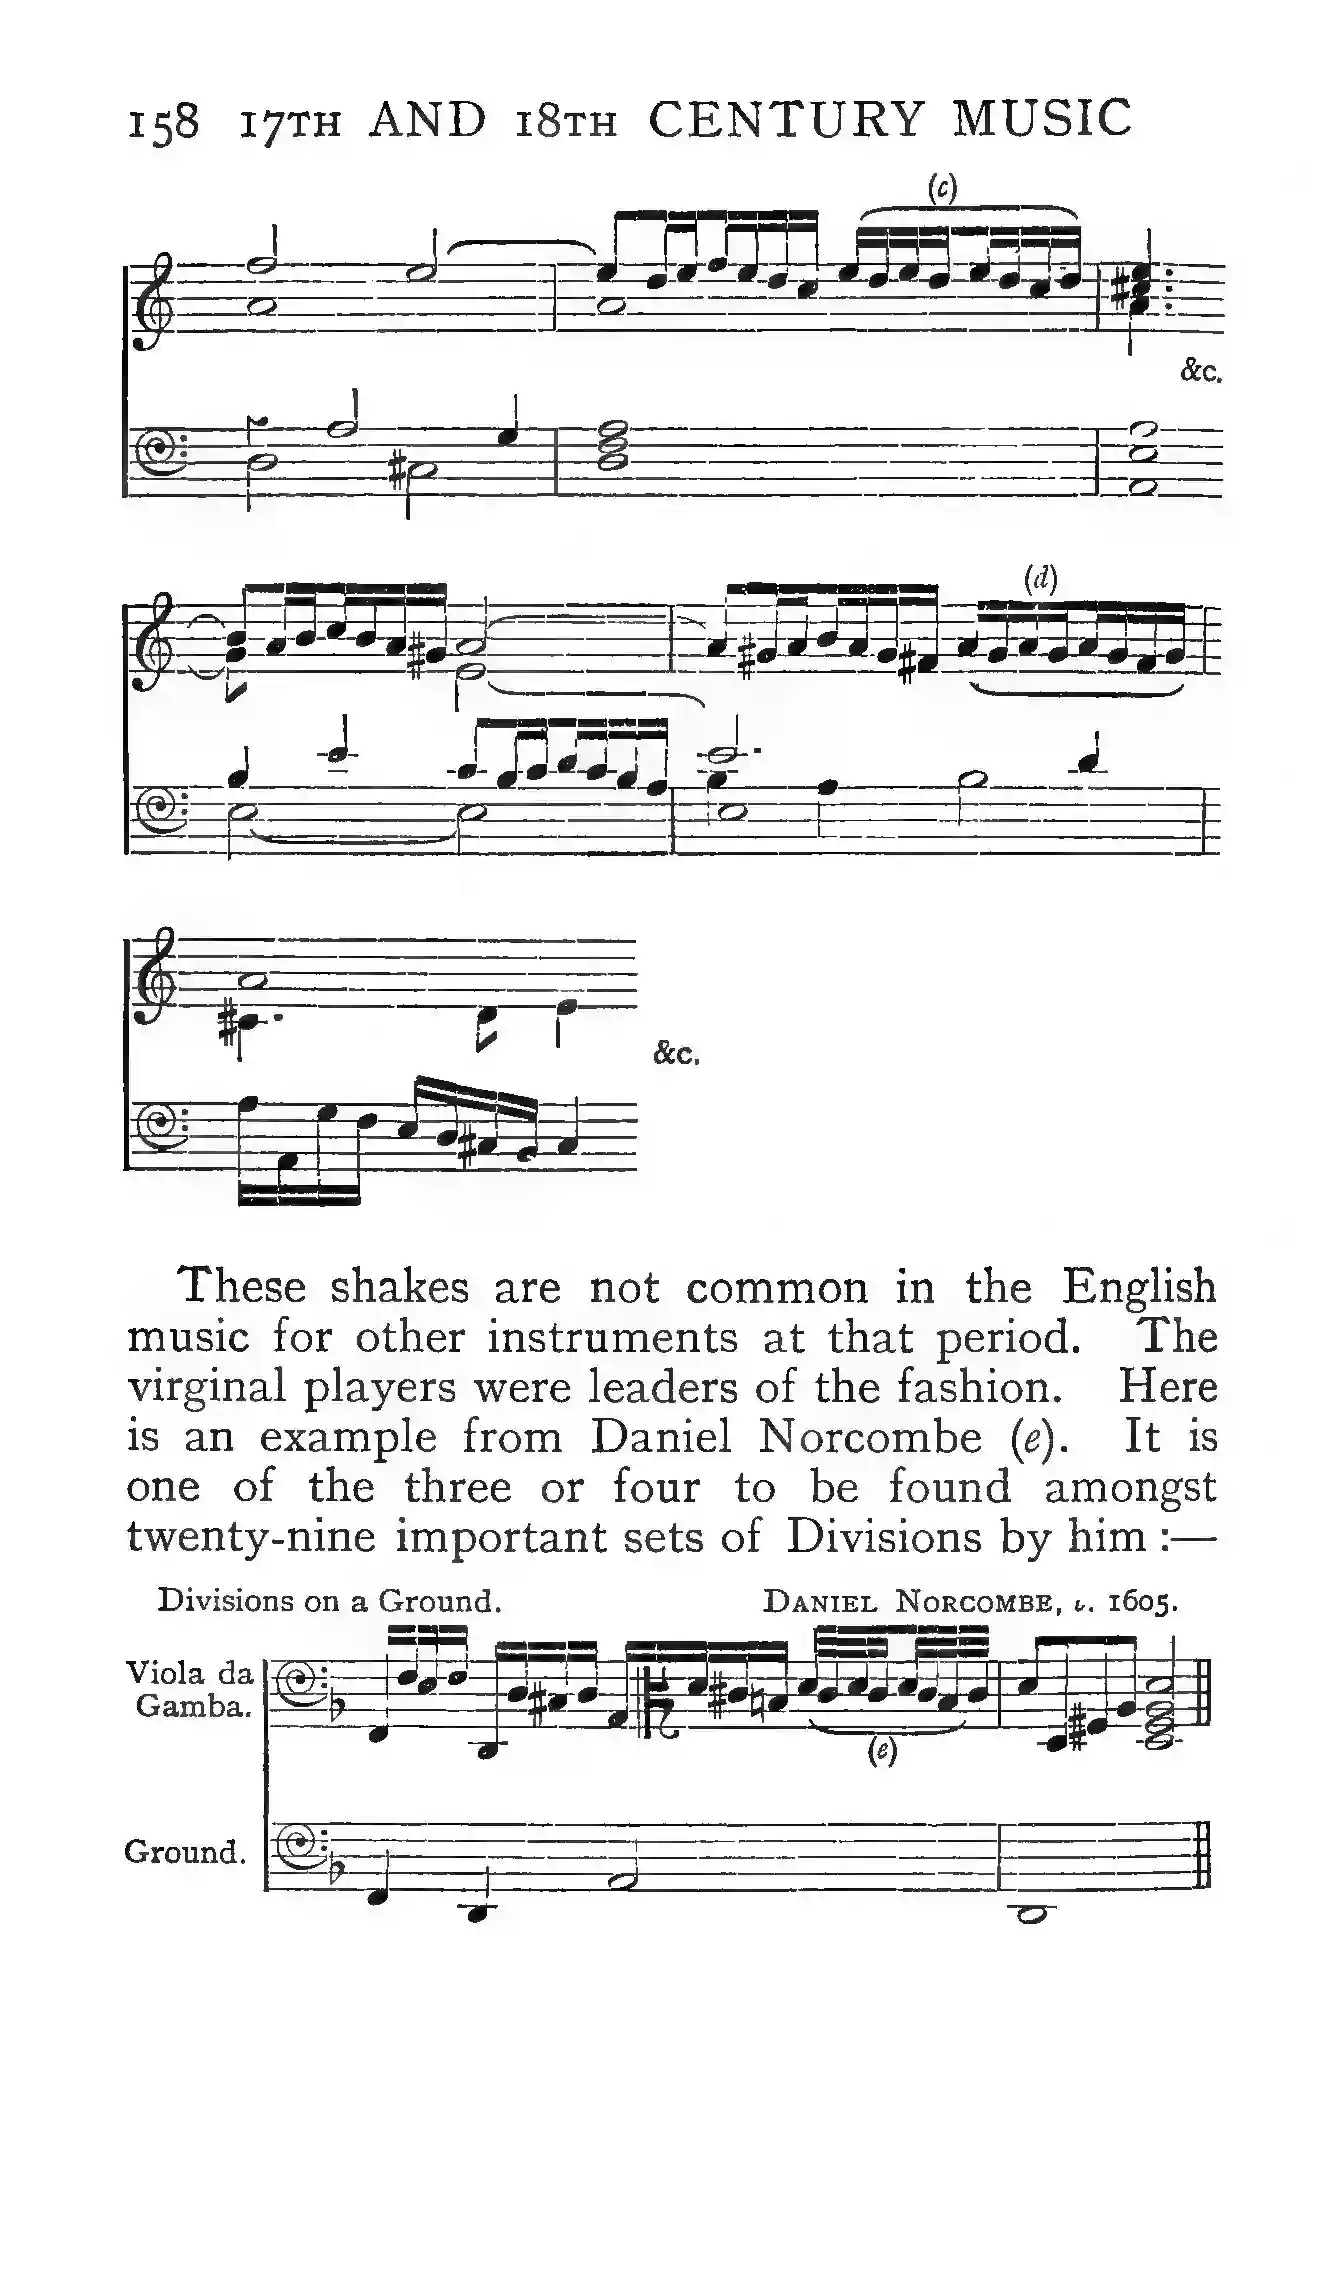 158 17TH AND 18TH CENTURY MUSIC
(c)
&c.
(d)
&c.
These shakes are not common in the English
music for other instruments at that period. The
virginal players were leaders of the fashion. Here
is an example from Daniel Norcombe (e). It is
one of the three or four to be found amongst
twenty-nine important sets of Divisions by him :—
Divisions on a Ground. DANIEL NORCOMBE, c. 1605.
Viola da
Gamba.
(e)
Ground.